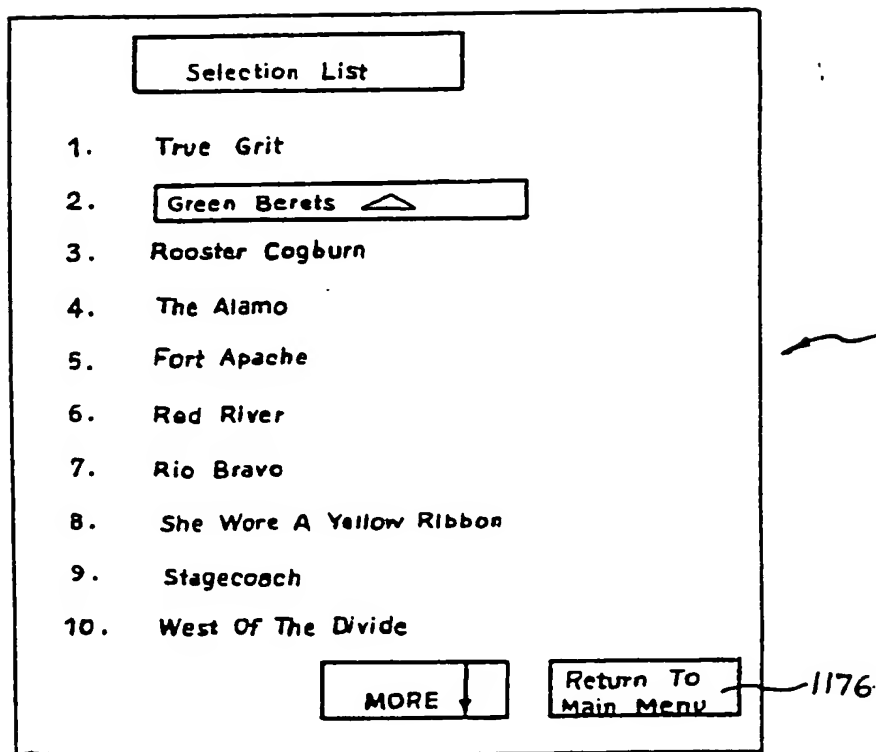 Selection List
1. True Grit
2. Green Berets
3. Rooster Cogburn
4. The Alamo
5. Fort Apache
6. Red River
7. Rio Bravo
8. She Wore A Yellow Ribbon
9. Stagecoach
10. West Of The Divide
MORE
Return To
Main Menu
1176